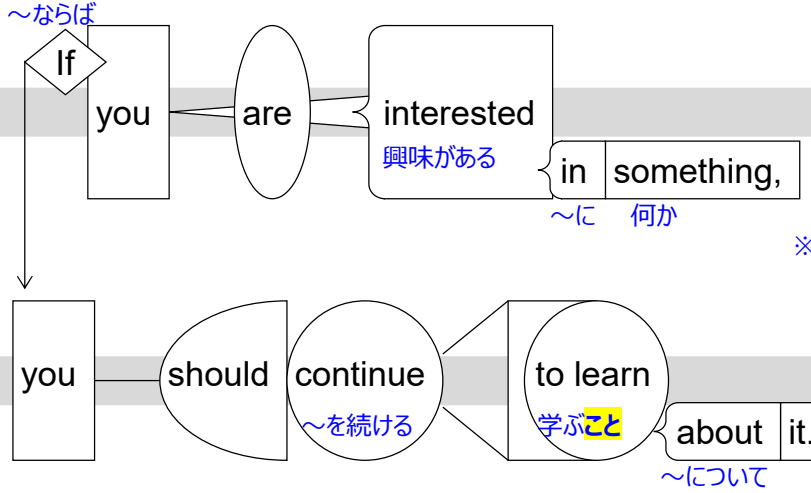 ～ならば
If
you are interested
興味がある
in something,
～に 何か
※
you should continue to learn
～を続ける 学ぶこと
about it.
～について